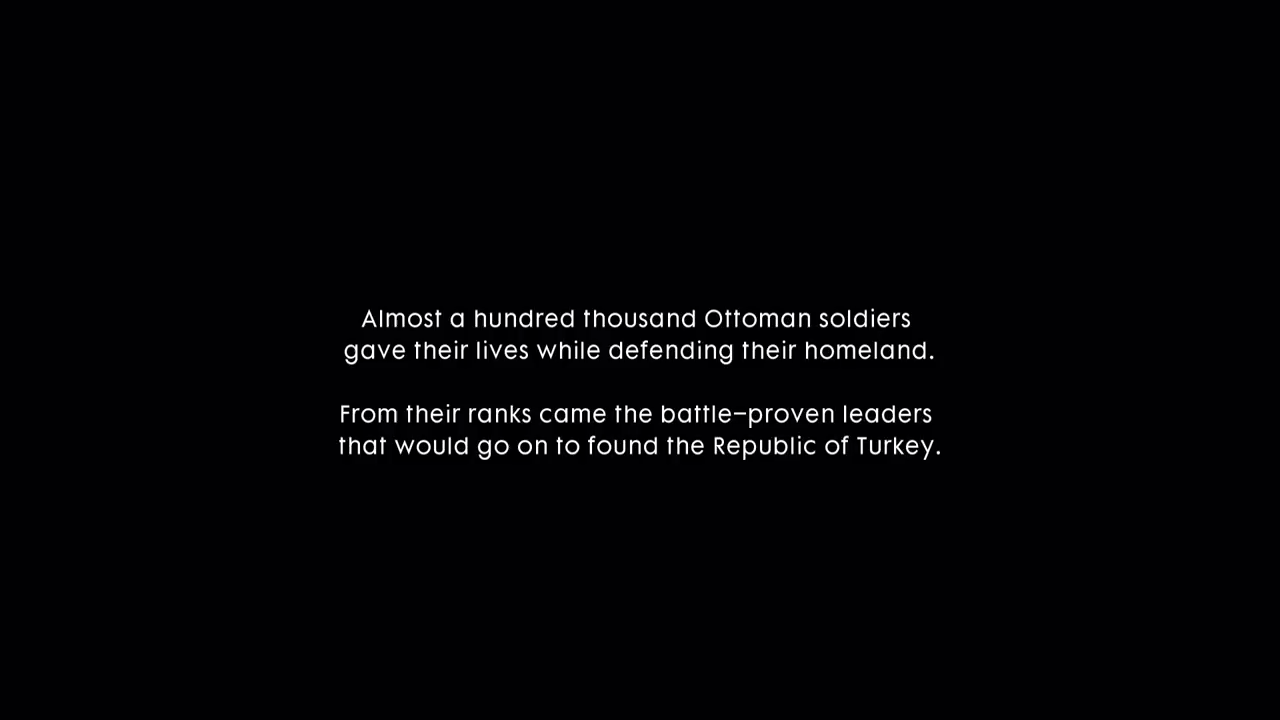 Almost a hundred thousand Ottoman soldiers
gave their lives while defending their homeland.
From their ranks came the battle-proven leaders
that would go on to found the Republic of Turkey.